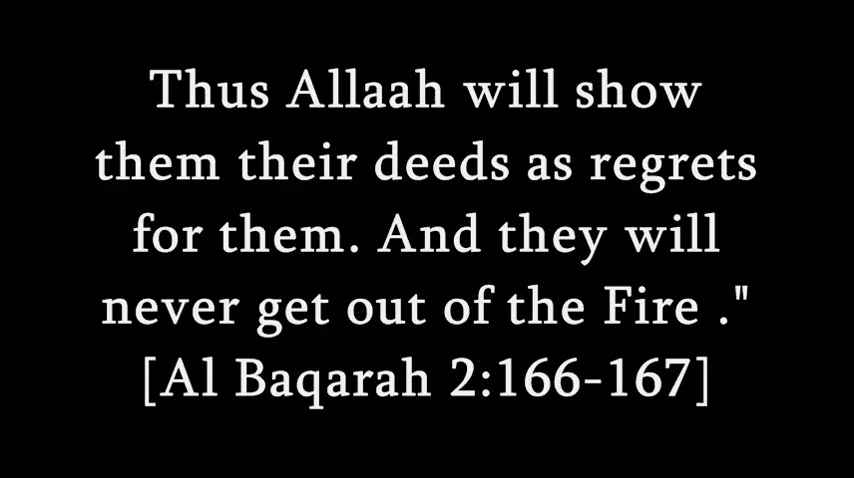 Thus Allaah will show
them their deeds as regrets
for them. And they will
never get out of the Fire ."
[Al Baqarah 2:166-167]